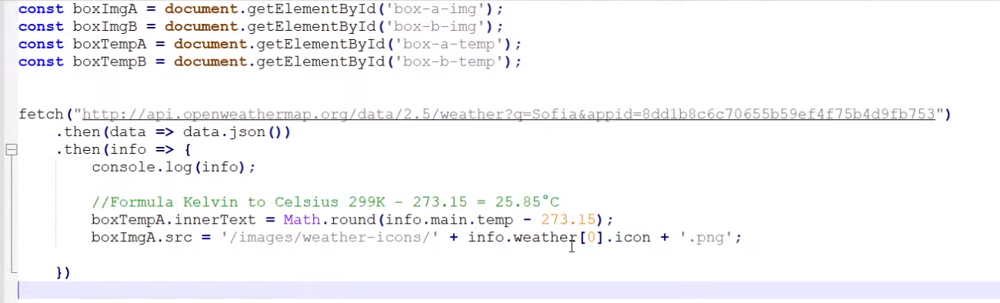 const boxImgA = document.getElementById('box-a-img');
const boxImgB = document.getElementById('box-b-img');
const boxTempA = document.getElementById('box-a-temp');
const boxTempB = document.getElementById('box-b-temp');
fetch("http://api.openweathermap.org/data/2.5/weather?q=Sofia&appid=8dd1b8c6c70655b59ef4f75b4d9fb753")
.then(data => data.json())
.then(info => {
console.log(info);
//Formula Kelvin to Celsius 299K - 273.15 = 25.85°C
boxTempA.innerText = Math.round(info.main.temp - 273.15);
boxImgA.src = '/images/weather-icons/' + info.weather[0].icon + '.png';
})